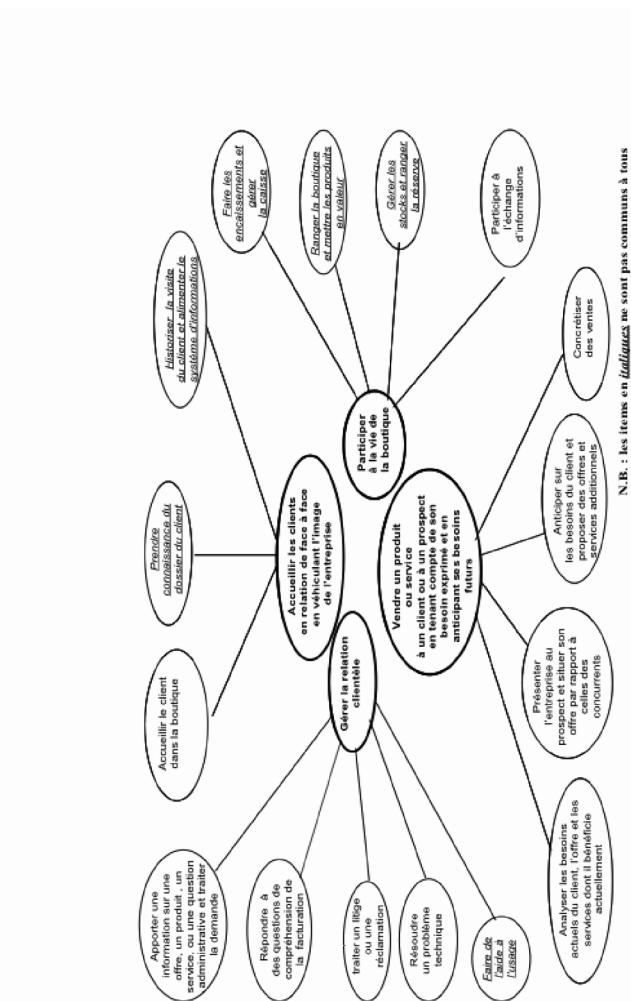 Apporter une
information sur une
offre, un produit , un
service, ou une question
administrative et traiter
la demande
Répondre à
des questions de
compréhension de
la facturation
traiter un litige
ou une
réclamation
Résoudre
un problème
technique
Faire de
l'aide à
l'usage
Gérer la relation
clientèle
Accueillir le client
dans la boutique
Prendre
connaissance du
dossier du client
Historiser la visite
du client et alimenter le
système d'informations
Accueillir les clients
en relation de face à face
en véhiculant l'image
de l'entreprise
Faire les
encaissements et
gérer
la caisse
Ranger la boutique
et mettre les produits
en valeur
Gérer les
stocks et ranger
la réserve
Participer à
l'échange
d'informations
Participer
à la vie de
la boutique
Vendre un produit
ou service
à un client ou à un prospect
en tenant compte de son
besoin exprimé et en
anticipant ses besoins
futurs
Analyser les besoins
actuels du client, l'offre et les
services dont il bénéficie
actuellement
Présenter
l'entreprise au
prospect et situer son
offre par rapport à
celles des
concurrents
Anticiper sur
les besoins du client et
proposer des offres et
services additionnels
Concrétiser
des ventes
N.B. : les items en italiques ne sont pas communs à tous